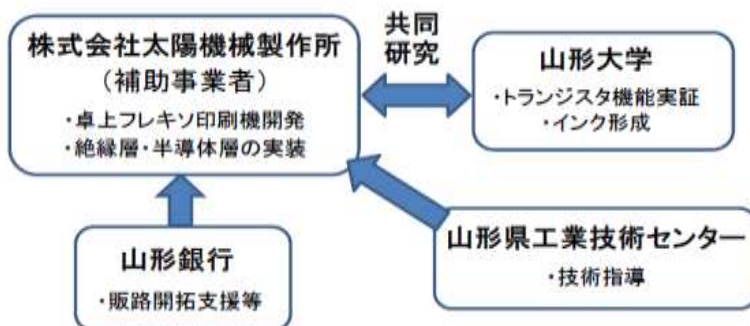 株式会社太陽機械製作所
（補助事業者）
・卓上フレキソ印刷機開発
・絶縁層・半導体層の実装
共同
研究
山形大学
・トランジスタ機能実証
・インク形成
山形銀行
・販路開拓支援等
山形県工業技術センター
・技術指導